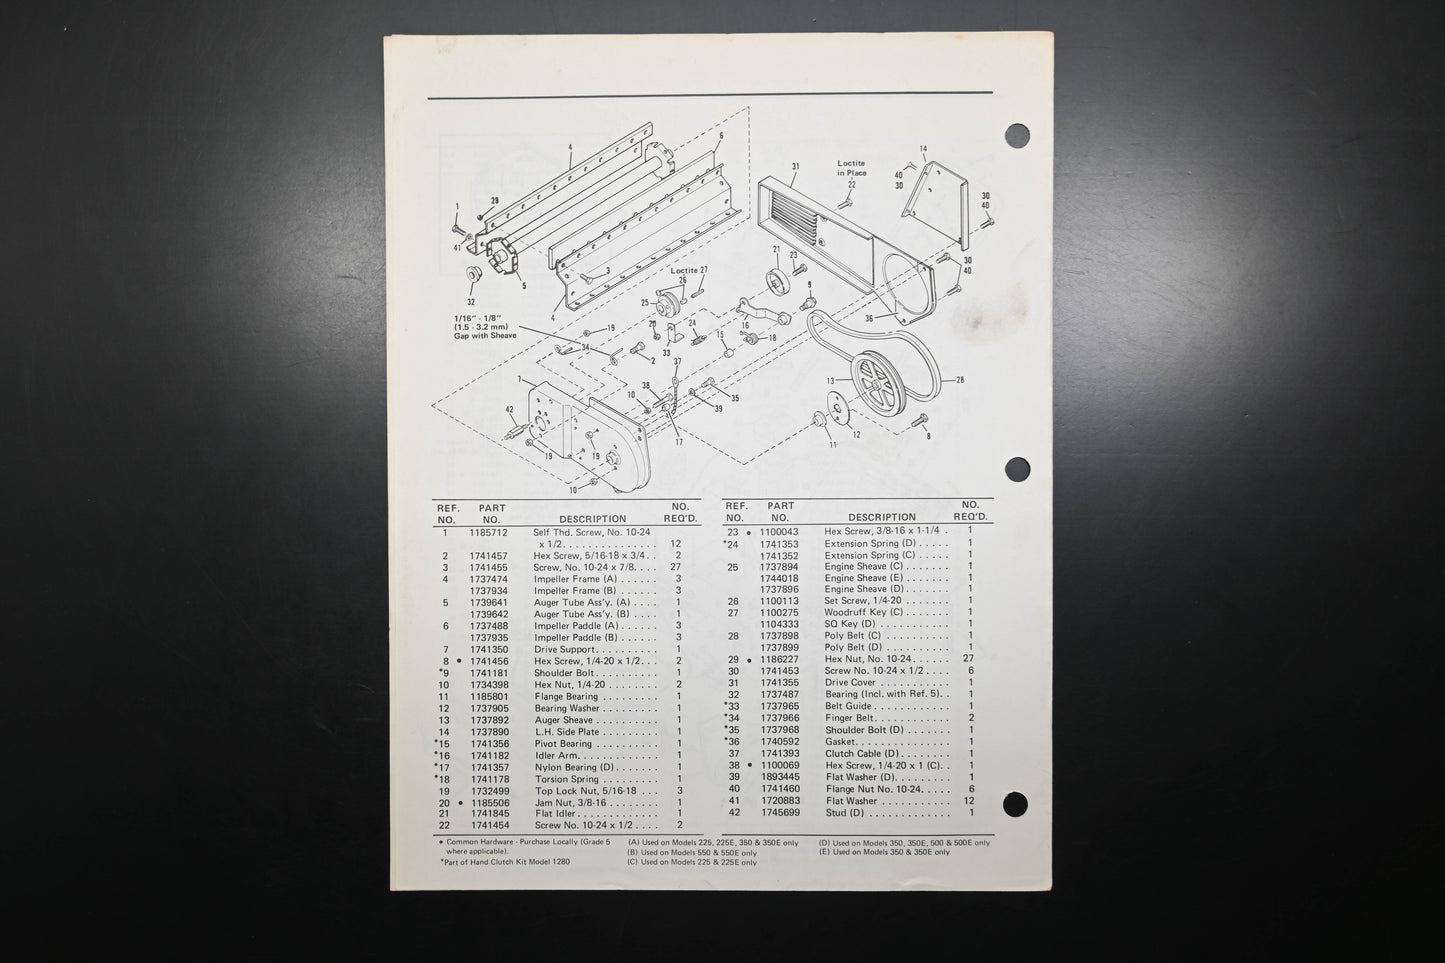 4
6
31
Loctite
in Place
22
14
40
30
30
40
1
29
41
32
5
3
4
21
23
30
40
9
36
Loctite 27
26
25
16
1/16" - 1/8"
(1.5 - 3.2 mm)
Gap with Sheave
19
34
20
33
24
15
18
2
37
7
38
10
35
39
13
28
42
17
11
12
8
19
19
10
REF. NO. PART NO. DESCRIPTION NO. REQ'D.
1 1185712 Self Thd. Screw, No. 10-24
x 1/2. . . . . . . . . . . . . . . 12
2 1741457 Hex Screw, 5/16-18 x 3/4. . 2
3 1741455 Screw, No. 10-24 x 7/8. . . . 27
4 1737474 Impeller Frame (A) . . . . . . 3
1737934 Impeller Frame (B) . . . . . . 3
5 1739641 Auger Tube Ass'y. (A) . . . . 1
1739642 Auger Tube Ass'y. (B) . . . . 1
6 1737488 Impeller Paddle (A) . . . . . . 3
1737935 Impeller Paddle (B) . . . . . . 3
7 1741350 Drive Support. . . . . . . . . . 1
8 • 1741456 Hex Screw, 1/4-20 x 1/2. . . 2
*9 1741181 Shoulder Bolt. . . . . . . . . . 1
10 1734398 Hex Nut, 1/4-20 . . . . . . . . 2
11 1185801 Flange Bearing . . . . . . . . . 1
12 1737905 Bearing Washer . . . . . . . . . 1
13 1737892 Auger Sheave . . . . . . . . . . 1
14 1737890 L.H. Side Plate . . . . . . . . . 1
*15 1741356 Pivot Bearing . . . . . . . . . . 1
*16 1741182 Idler Arm. . . . . . . . . . . . . 1
*17 1741357 Nylon Bearing (D). . . . . . . 1
*18 1741178 Torsion Spring . . . . . . . . . 1
19 1732499 Top Lock Nut, 5/16-18 . . . 3
20 • 1185506 Jam Nut, 3/8-16 . . . . . . . . 1
21 1741845 Flat Idler. . . . . . . . . . . . . 1
22 1741454 Screw No. 10-24 x 1/2 . . . . 2
REF. NO. PART NO. DESCRIPTION NO. REQ'D.
23 • 1100043 Hex Screw, 3/8-16 x 1-1/4 . 1
*24 1741353 Extension Spring (D) . . . . . 1
1741352 Extension Spring (C) . . . . . 1
25 1737894 Engine Sheave (C) . . . . . . . 1
1744018 Engine Sheave (E) . . . . . . . 1
1737896 Engine Sheave (D). . . . . . . 1
26 1100113 Set Screw, 1/4-20 . . . . . . . 1
27 1100275 Woodruff Key (C) . . . . . . . 1
1104333 SQ Key (D) . . . . . . . . . . . 1
28 1737898 Poly Belt (C) . . . . . . . . . . 1
1737899 Poly Belt (D) . . . . . . . . . . 1
29 • 1186227 Hex Nut, No. 10-24. . . . . . 27
30 1741453 Screw No. 10-24 x 1/2 . . . . 6
31 1741355 Drive Cover . . . . . . . . . . . 1
32 1737487 Bearing (Incl. with Ref. 5). . 1
*33 1737965 Belt Guide . . . . . . . . . . . . 1
*34 1737966 Finger Belt. . . . . . . . . . . . 2
*35 1737968 Shoulder Bolt (D) . . . . . . . 1
*36 1740592 Gasket. . . . . . . . . . . . . . . 1
37 1741393 Clutch Cable (D). . . . . . . . 1
38 • 1100069 Hex Screw, 1/4-20 x 1 (C). . 1
39 1893445 Flat Washer (D). . . . . . . . . 1
40 1741460 Flange Nut No. 10-24. . . . . 6
41 1720883 Flat Washer . . . . . . . . . . . 12
42 1745699 Stud (D) . . . . . . . . . . . . . 1
• Common Hardware - Purchase Locally (Grade 5
where applicable).
*Part of Hand Clutch Kit Model 1280
(A) Used on Models 225, 225E, 350 & 350E only
(B) Used on Models 550 & 550E only
(C) Used on Models 225 & 225E only
(D) Used on Models 350, 350E, 500 & 500E only
(E) Used on Models 350 & 350E only